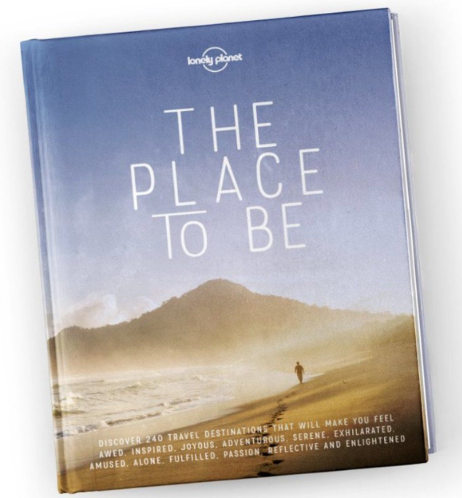 lonely planet
THE
PLACE
TO BE
DISCOVER 240 TRAVEL DESTINATIONS THAT WILL MAKE YOU FEEL
AWED, INSPIRED, JOYOUS, ADVENTUROUS, SERENE, EXHILARATED,
AMUSED, ALONE, FULFILLED, PASSION, REFLECTIVE AND ENLIGHTENED